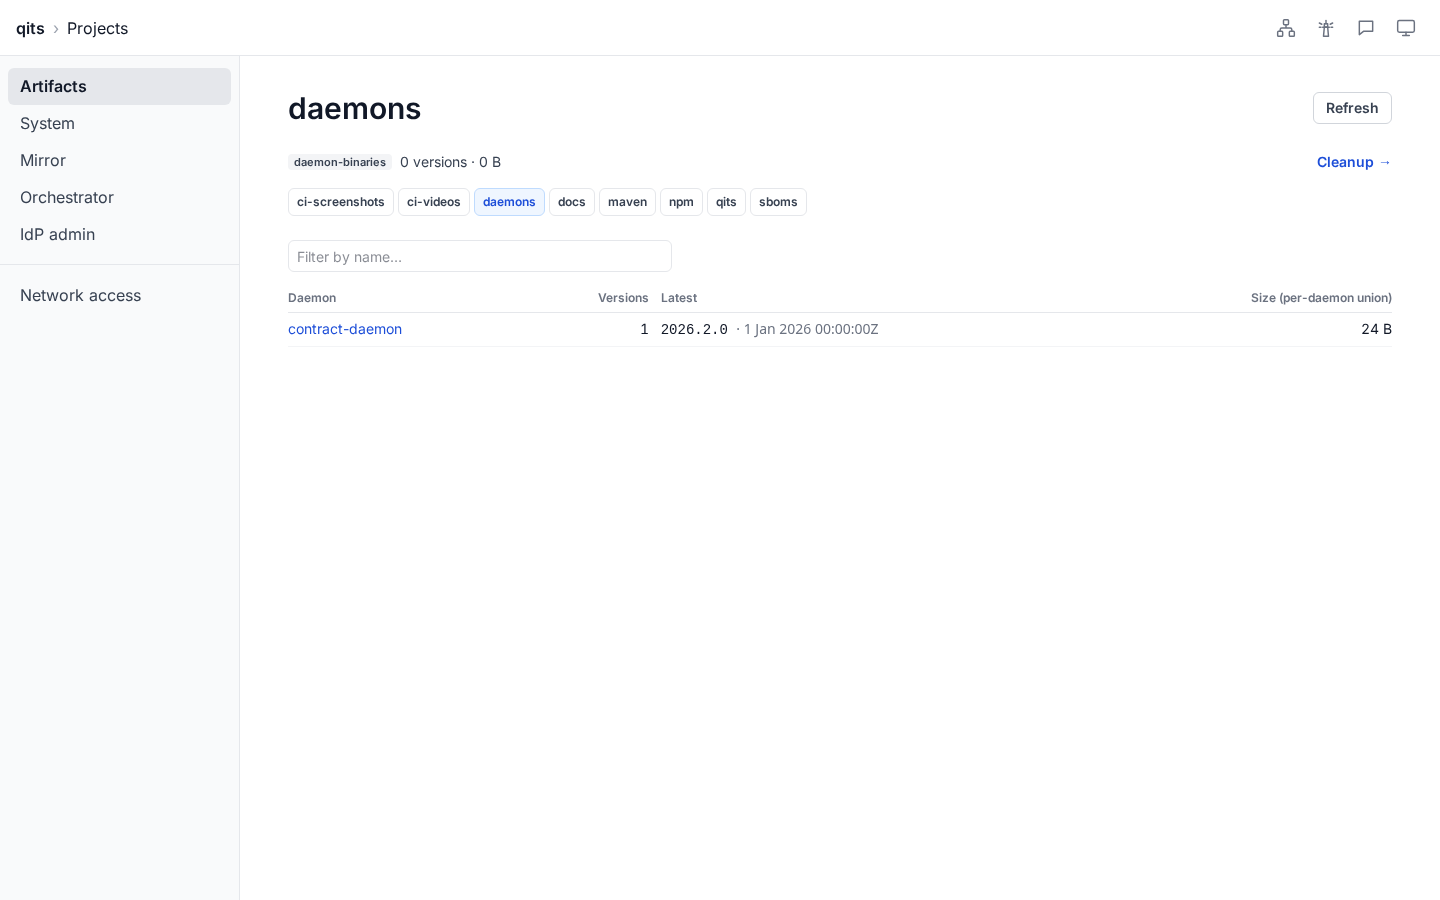 qits › Projects
Artifacts
System
Mirror
Orchestrator
IdP admin
Network access
daemons
Refresh
daemon-binaries 0 versions · 0 B
Cleanup →
ci-screenshots ci-videos daemons docs maven npm qits sboms
Filter by name...
Daemon Versions Latest Size (per-daemon union)
contract-daemon 1 2026.2.0 · 1 Jan 2026 00:00:00Z 24 B